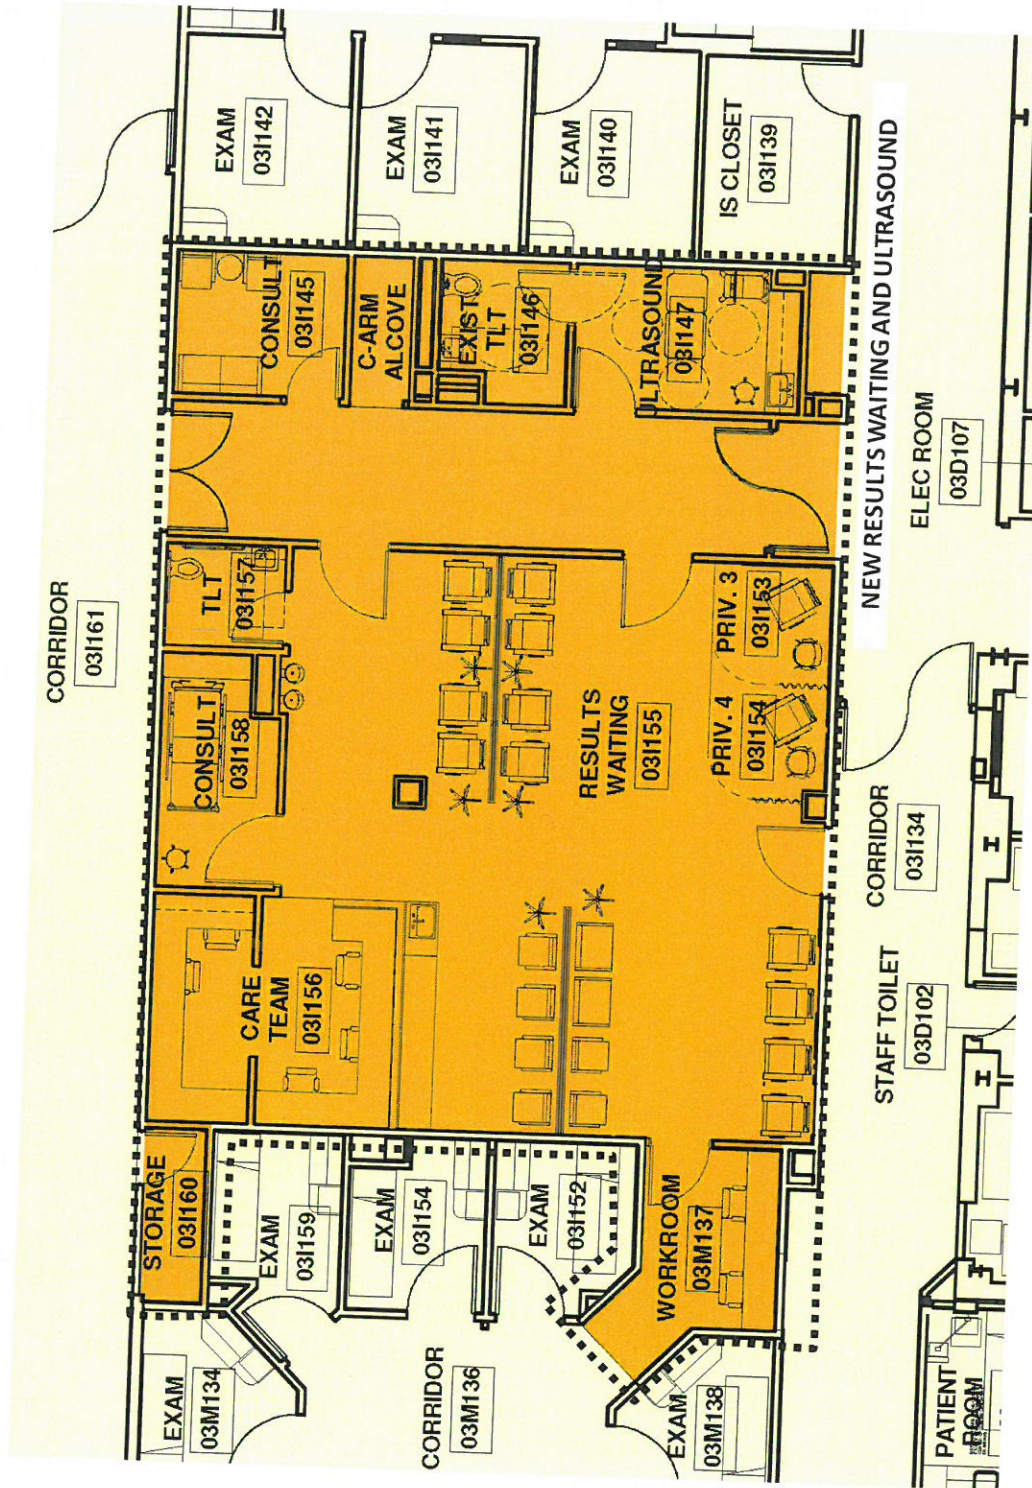 CORRIDOR
03I161
EXAM
03I142
EXAM
03I141
EXAM
03I140
IS CLOSET
03I139
NEW RESULTS WAITING AND ULTRASOUND
CONSULT
03I145
C-ARM
ALCOVE
EXIST
TLT
03I146
ULTRASOUND
03I147
ELEC ROOM
03D107
TLT
03I157
CONSULT
03I158
RESULTS
WAITING
03I155
PRIV. 3
03I153
PRIV. 4
03I154
CORRIDOR
03I134
CARE
TEAM
03I156
STAFF TOILET
03D102
STORAGE
03I160
EXAM
03I159
EXAM
03I154
EXAM
03I152
WORKROOM
03M137
EXAM
03M134
CORRIDOR
03M136
EXAM
03M138
PATIENT
ROOM